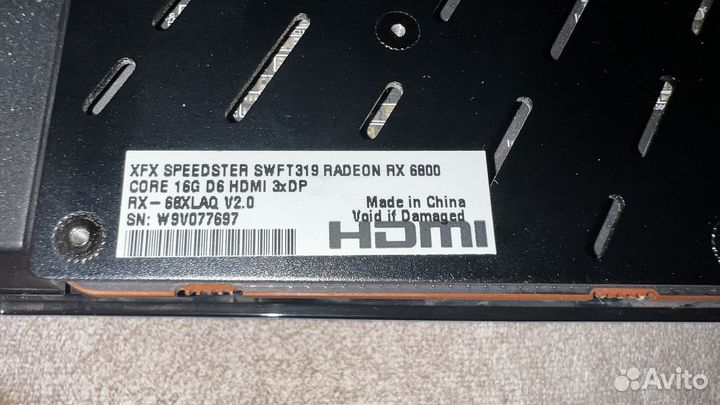 XFX SPEEDSTER SWFT319 RADEON RX 6800
CORE 16G D6 HDMI 3xDP
RX-68XLAQ V2.0
Made in China
SN: W9V077697
Void if Damaged
HDMI
Avito